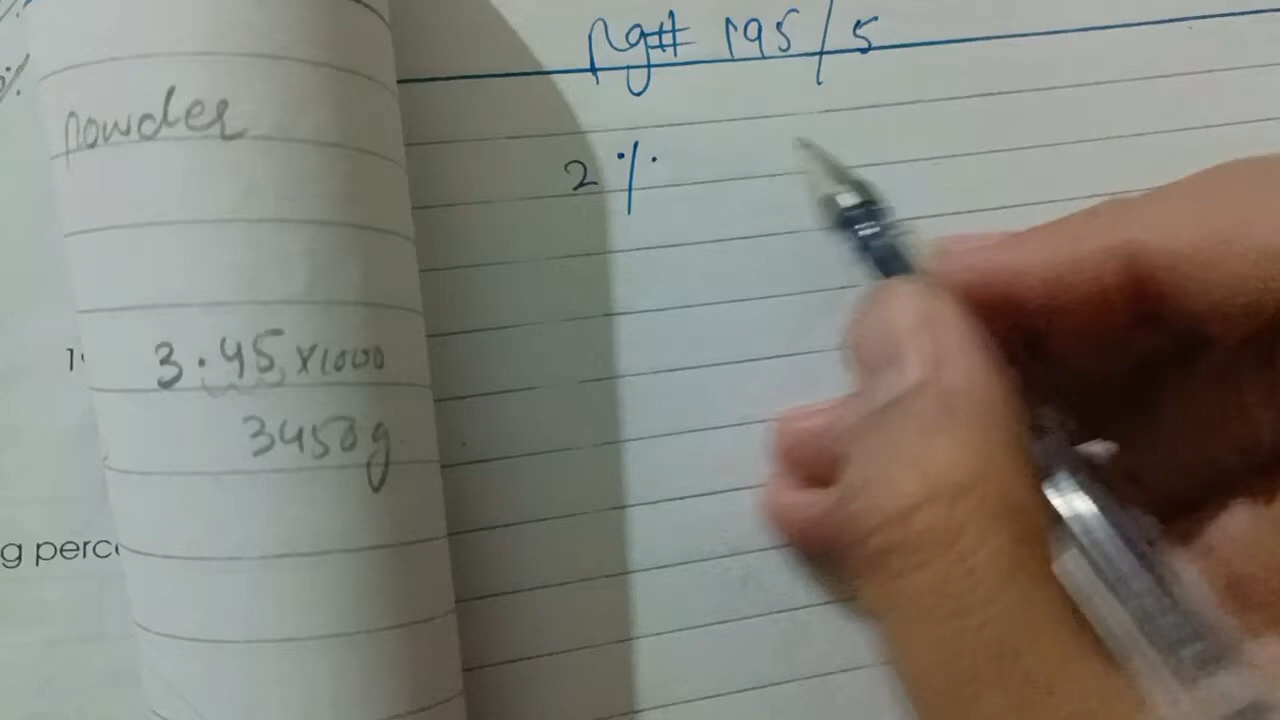 pg# 195/5
2%
powder
3.45x1000
3450g
g perc